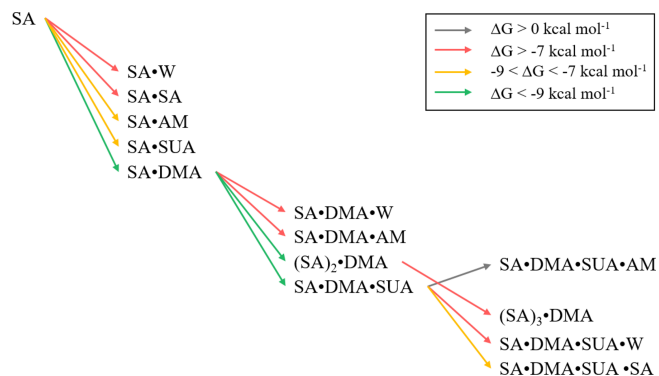 SA
ΔG > 0 kcal mol⁻¹
ΔG > -7 kcal mol⁻¹
-9 < ΔG < -7 kcal mol⁻¹
ΔG < -9 kcal mol⁻¹
SA•W
SA•SA
SA•AM
SA•SUA
SA•DMA
SA•DMA•W
SA•DMA•AM
(SA)₂•DMA
SA•DMA•SUA
SA•DMA•SUA•AM
(SA)₃•DMA
SA•DMA•SUA•W
SA•DMA•SUA •SA